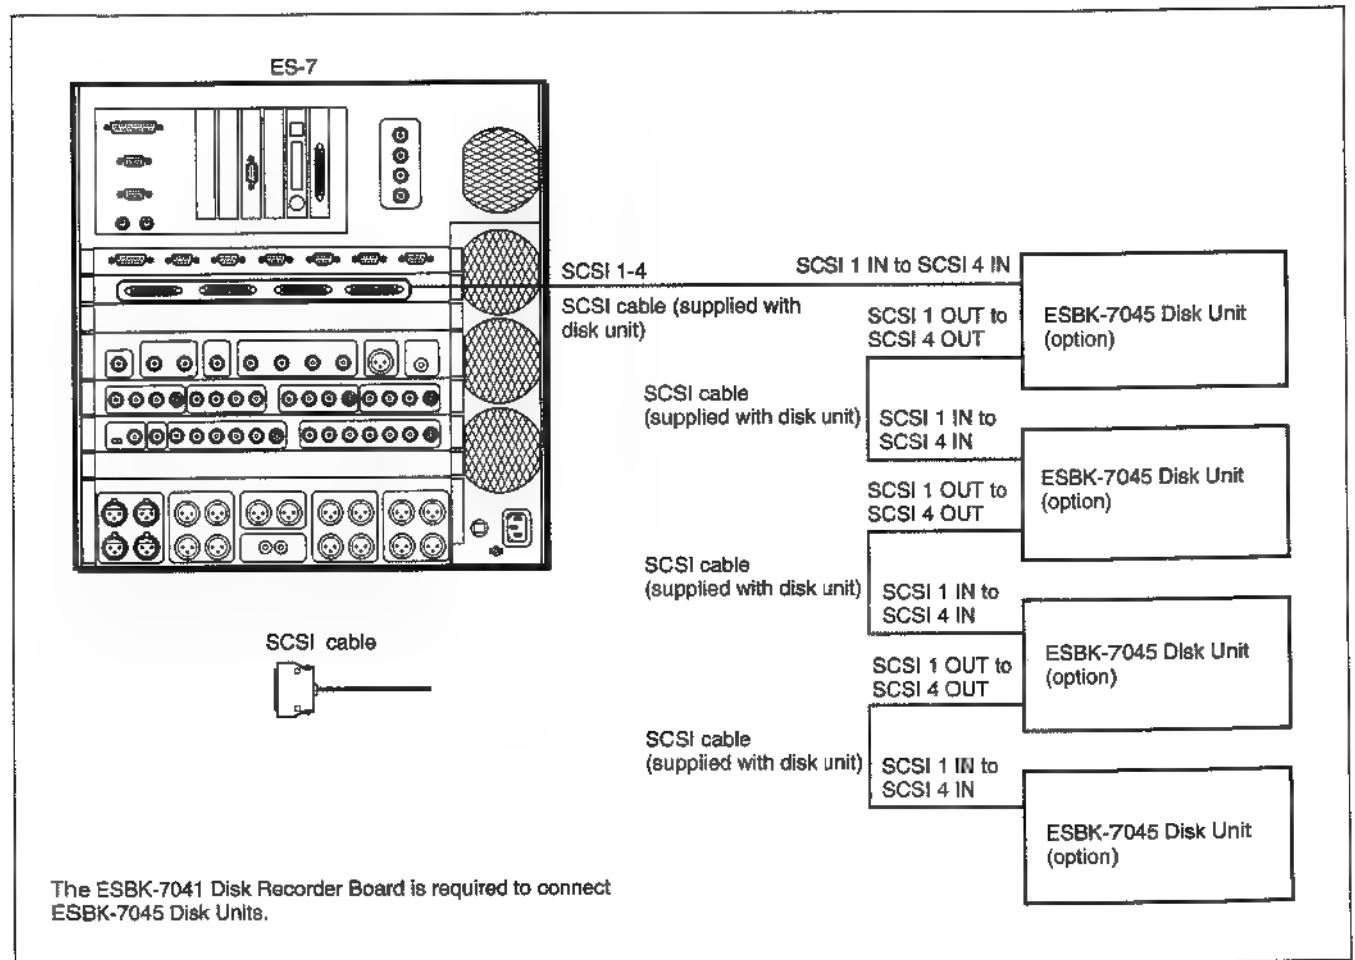 ES-7
SCSI 1-4
SCSI cable (supplied with
disk unit)
SCSI 1 IN to SCSI 4 IN
ESBK-7045 Disk Unit
(option)
SCSI 1 OUT to
SCSI 4 OUT
SCSI cable
(supplied with disk unit)
SCSI 1 IN to
SCSI 4 IN
ESBK-7045 Disk Unit
(option)
SCSI 1 OUT to
SCSI 4 OUT
SCSI cable
(supplied with disk unit)
SCSI 1 IN to
SCSI 4 IN
ESBK-7045 Disk Unit
(option)
SCSI 1 OUT to
SCSI 4 OUT
SCSI cable
(supplied with disk unit)
SCSI 1 IN to
SCSI 4 IN
ESBK-7045 Disk Unit
(option)
SCSI cable
The ESBK-7041 Disk Recorder Board is required to connect
ESBK-7045 Disk Units.